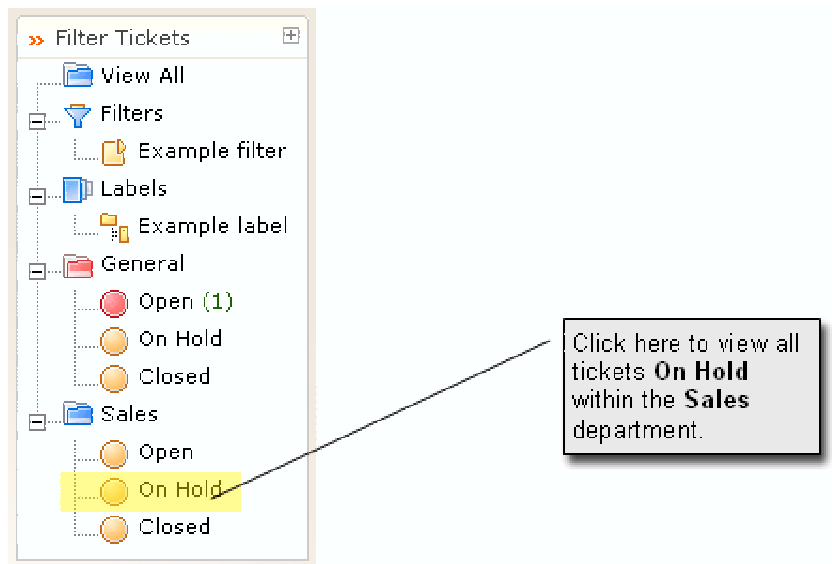 Filter Tickets
View All
Filters
Example filter
Labels
Example label
General
Open (1)
On Hold
Closed
Sales
Open
On Hold
Closed
Click here to view all
tickets On Hold
within the Sales
department.